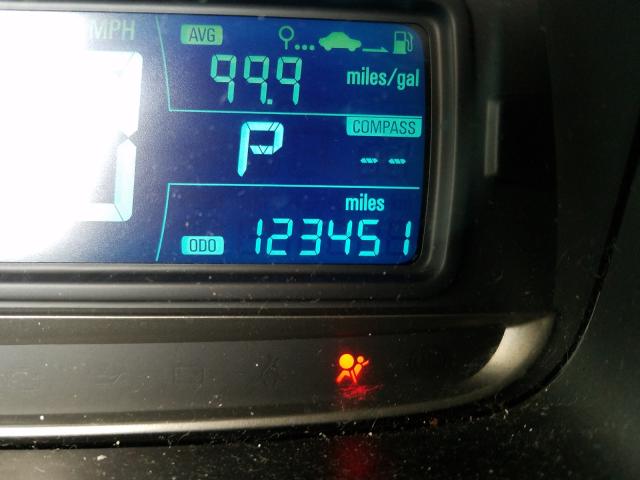 MPH
AVG
99.9 miles/gal
P COMPASS
--
miles
ODO 123451